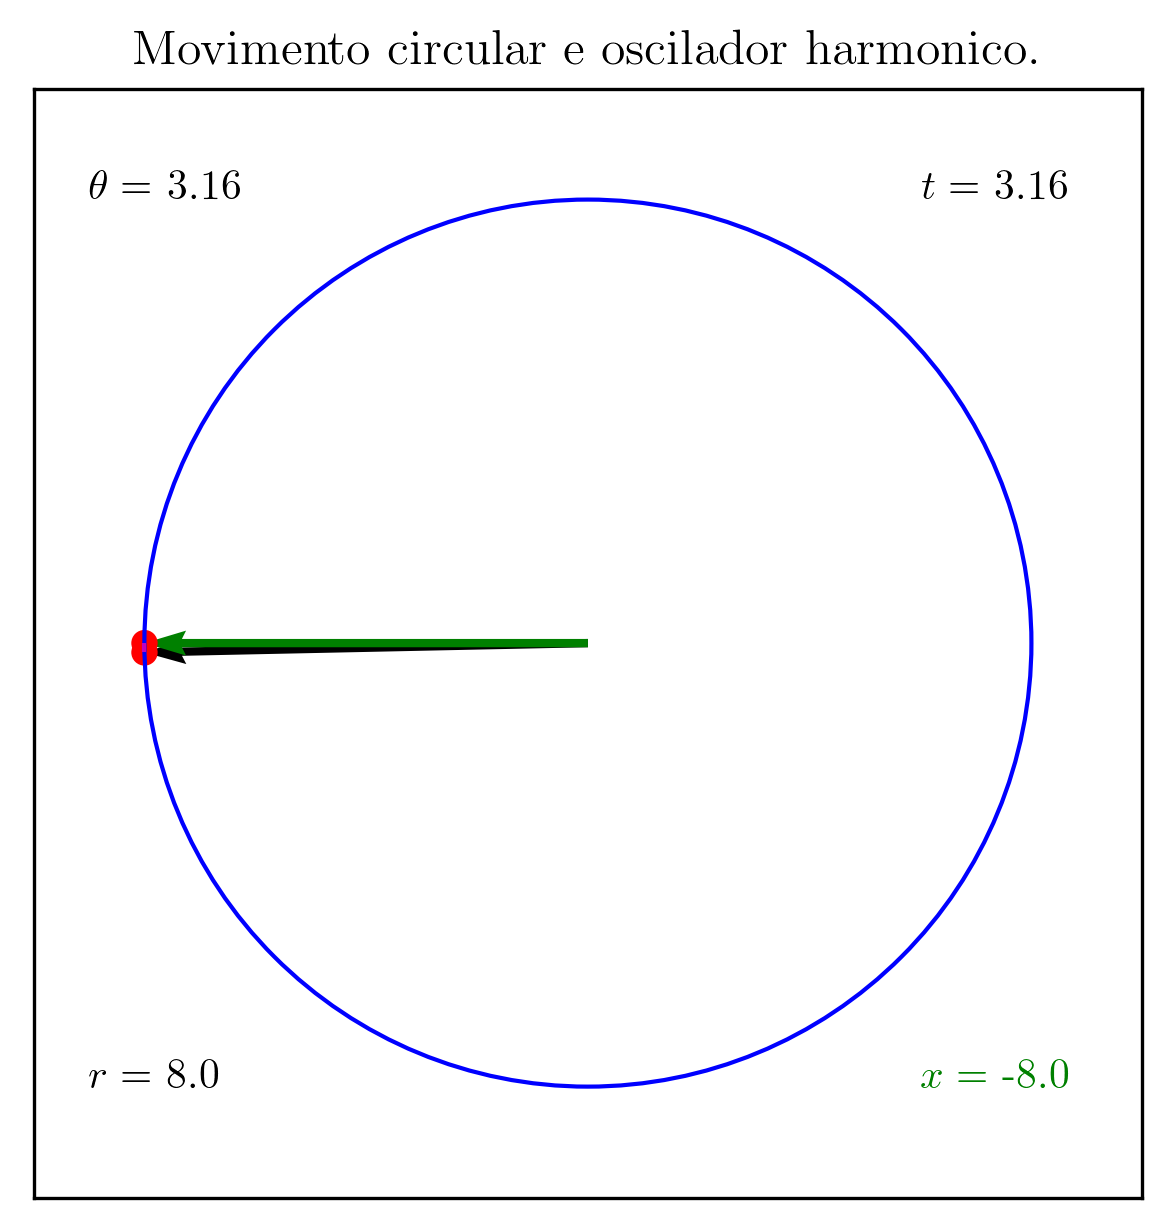 Movimento circular e oscilador harmonico.
θ = 3.16
t = 3.16
r = 8.0
x = -8.0